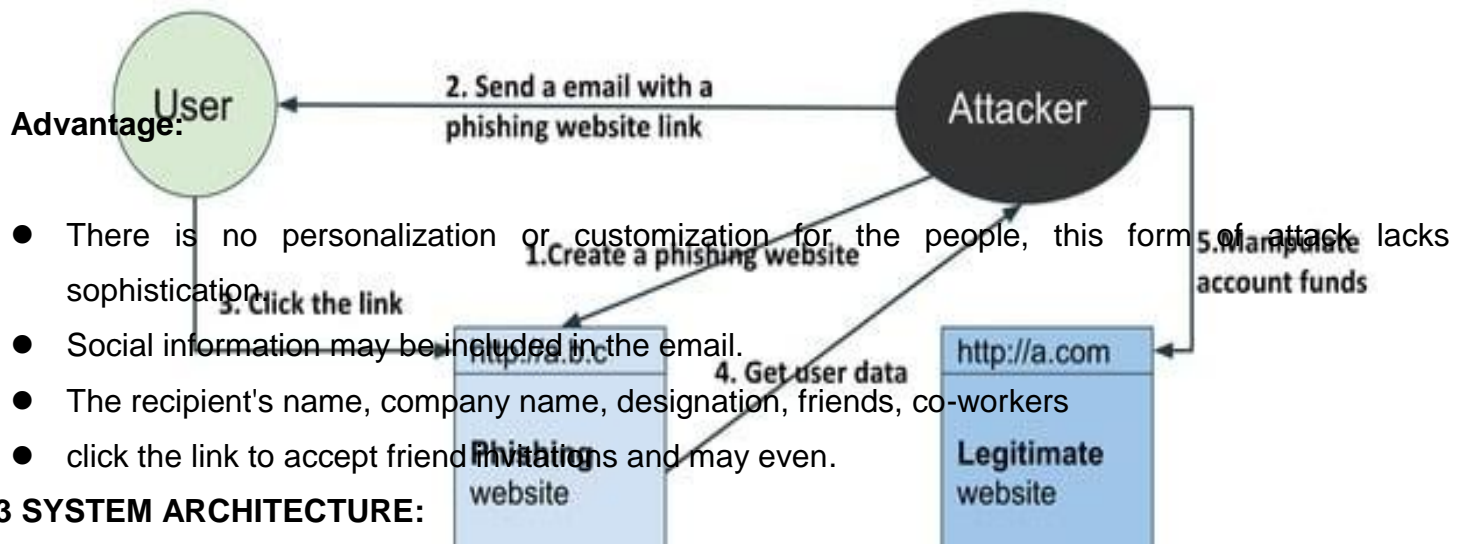 User
Attacker
2. Send a email with a
phishing website link
Advantage:
● There is no personalization or customization for the people, this form of attack lacks
sophistication.
1.Create a phishing website
5.Manipulate
account funds
3. Click the link
● Social information may be included in the email.
http://a.b.c
http://a.com
4. Get user data
● The recipient's name, company name, designation, friends, co-workers
● click the link to accept friend invitations and may even.
Phishing
website
Legitimate
website
3 SYSTEM ARCHITECTURE: